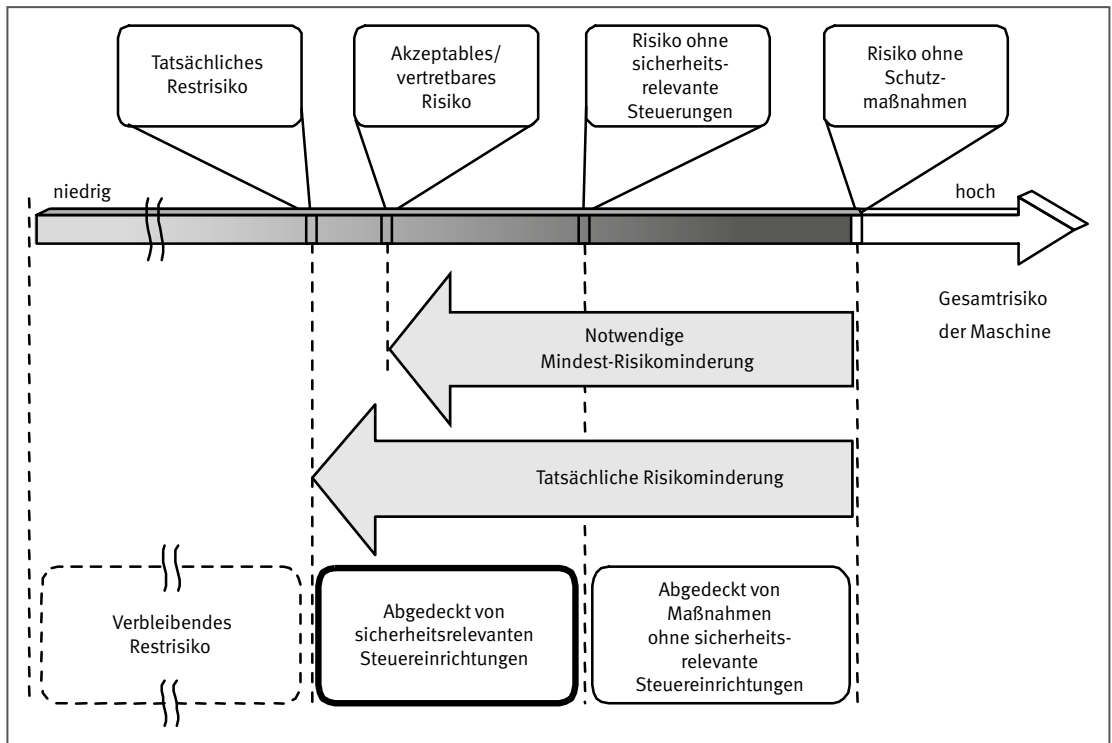 Tatsächliches
Restrisiko
Akzeptables/
vertretbares
Risiko
Risiko ohne
sicherheits-
relevante
Steuerungen
Risiko ohne
Schutz-
maßnahmen
niedrig
hoch
Gesamtrisiko
der Maschine
Notwendige
Mindest-Risikominderung
Tatsächliche Risikominderung
Verbleibendes
Restrisiko
Abgedeckt von
sicherheitsrelevanten
Steuereinrichtungen
Abgedeckt von
Maßnahmen
ohne sicherheits-
relevante
Steuereinrichtungen